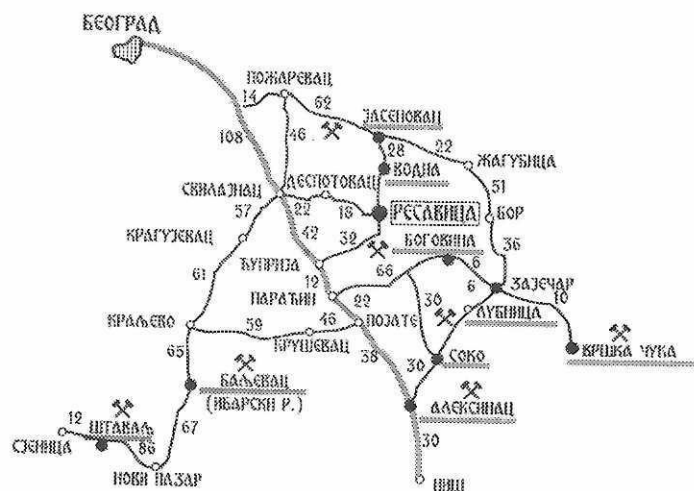 БЕОГРАД
ПОЖАРЕВАЦ
14
62
ЈАСЕНОВАЦ
108
46
28
22
ЖАГУБИЦА
ВОДНА
СВИЛАЈНАЦ
ДЕСПОТОВАЦ
51
57
22
18
РЕСАВИЦА
БОР
КРАГУЈЕВАЦ
42
32
БОГОВИНА
36
ЋУПРИЈА
66
6
61
12
ЗАЈЕЧАР
ПАРАЋИН
22
30
6
10
ЛУБНИЦА
КРАЉЕВО
59
46
ПОЈАТЕ
КРУШЕВАЦ
38
ВРШКА ЧУКА
65
30
СОКО
БАЉЕВАЦ
(ИБАРСКИ Р.)
АЛЕКСИНАЦ
12
ШТАВАЉ
67
30
СЈЕНИЦА
86
НОВИ ПАЗАР
НИШ